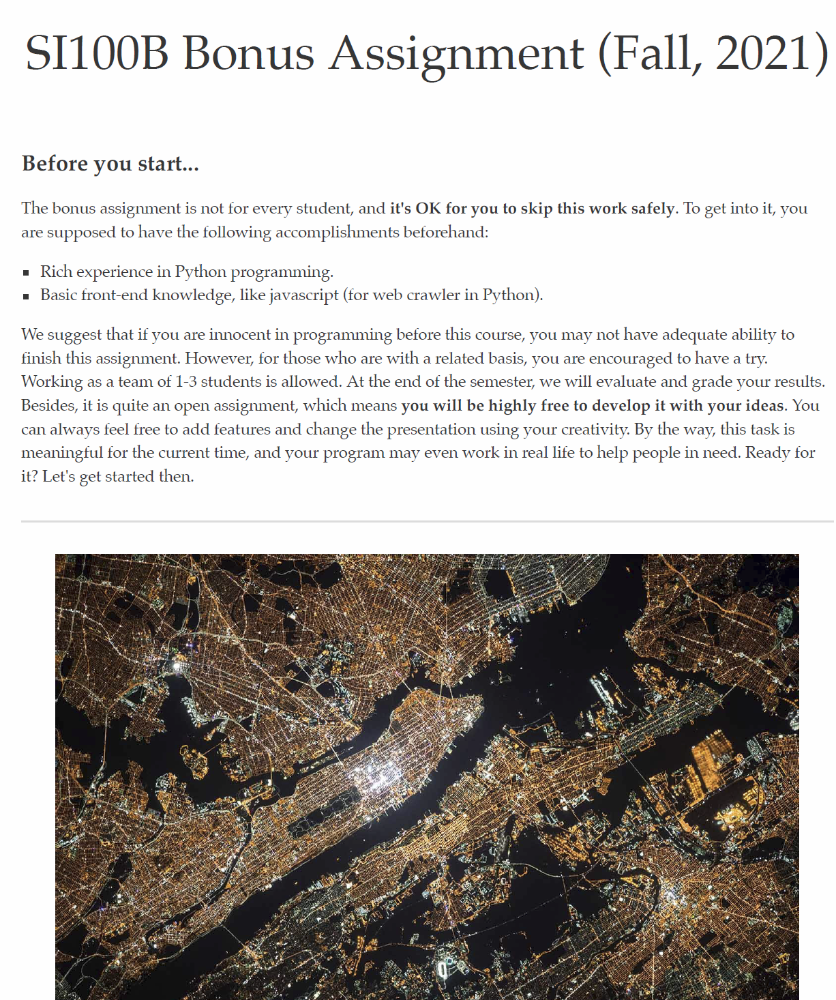 SI100B Bonus Assignment (Fall, 2021)
Before you start...
The bonus assignment is not for every student, and it's OK for you to skip this work safely. To get into it, you
are supposed to have the following accomplishments beforehand:
▪ Rich experience in Python programming.
▪ Basic front-end knowledge, like javascript (for web crawler in Python).
We suggest that if you are innocent in programming before this course, you may not have adequate ability to
finish this assignment. However, for those who are with a related basis, you are encouraged to have a try.
Working as a team of 1-3 students is allowed. At the end of the semester, we will evaluate and grade your results.
Besides, it is quite an open assignment, which means you will be highly free to develop it with your ideas. You
can always feel free to add features and change the presentation using your creativity. By the way, this task is
meaningful for the current time, and your program may even work in real life to help people in need. Ready for
it? Let's get started then.